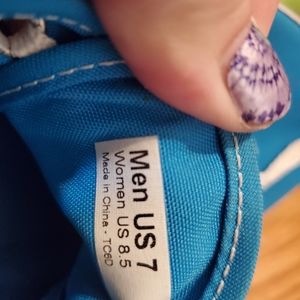 Men US 7
Women US 8.5
Made in China - TC6D